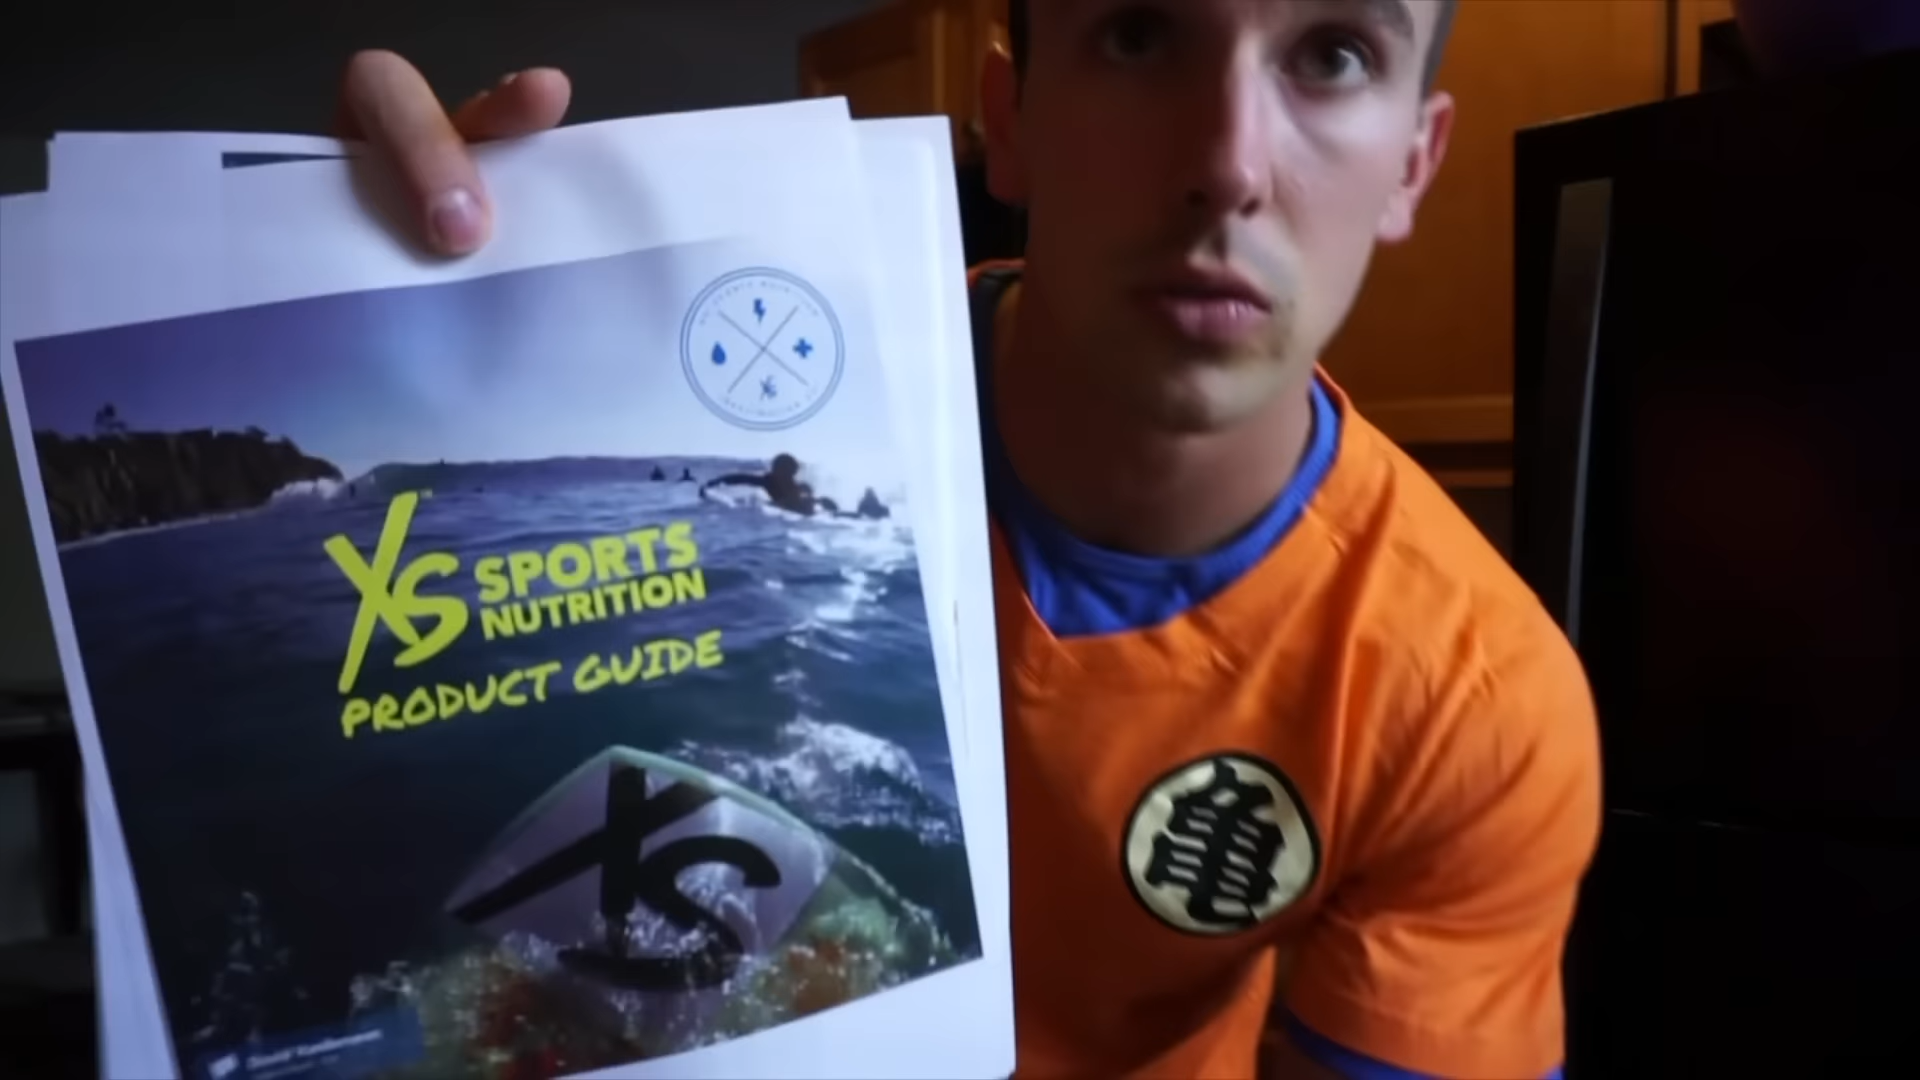 XS SPORTS
NUTRITION
PRODUCT GUIDE
XS
亀